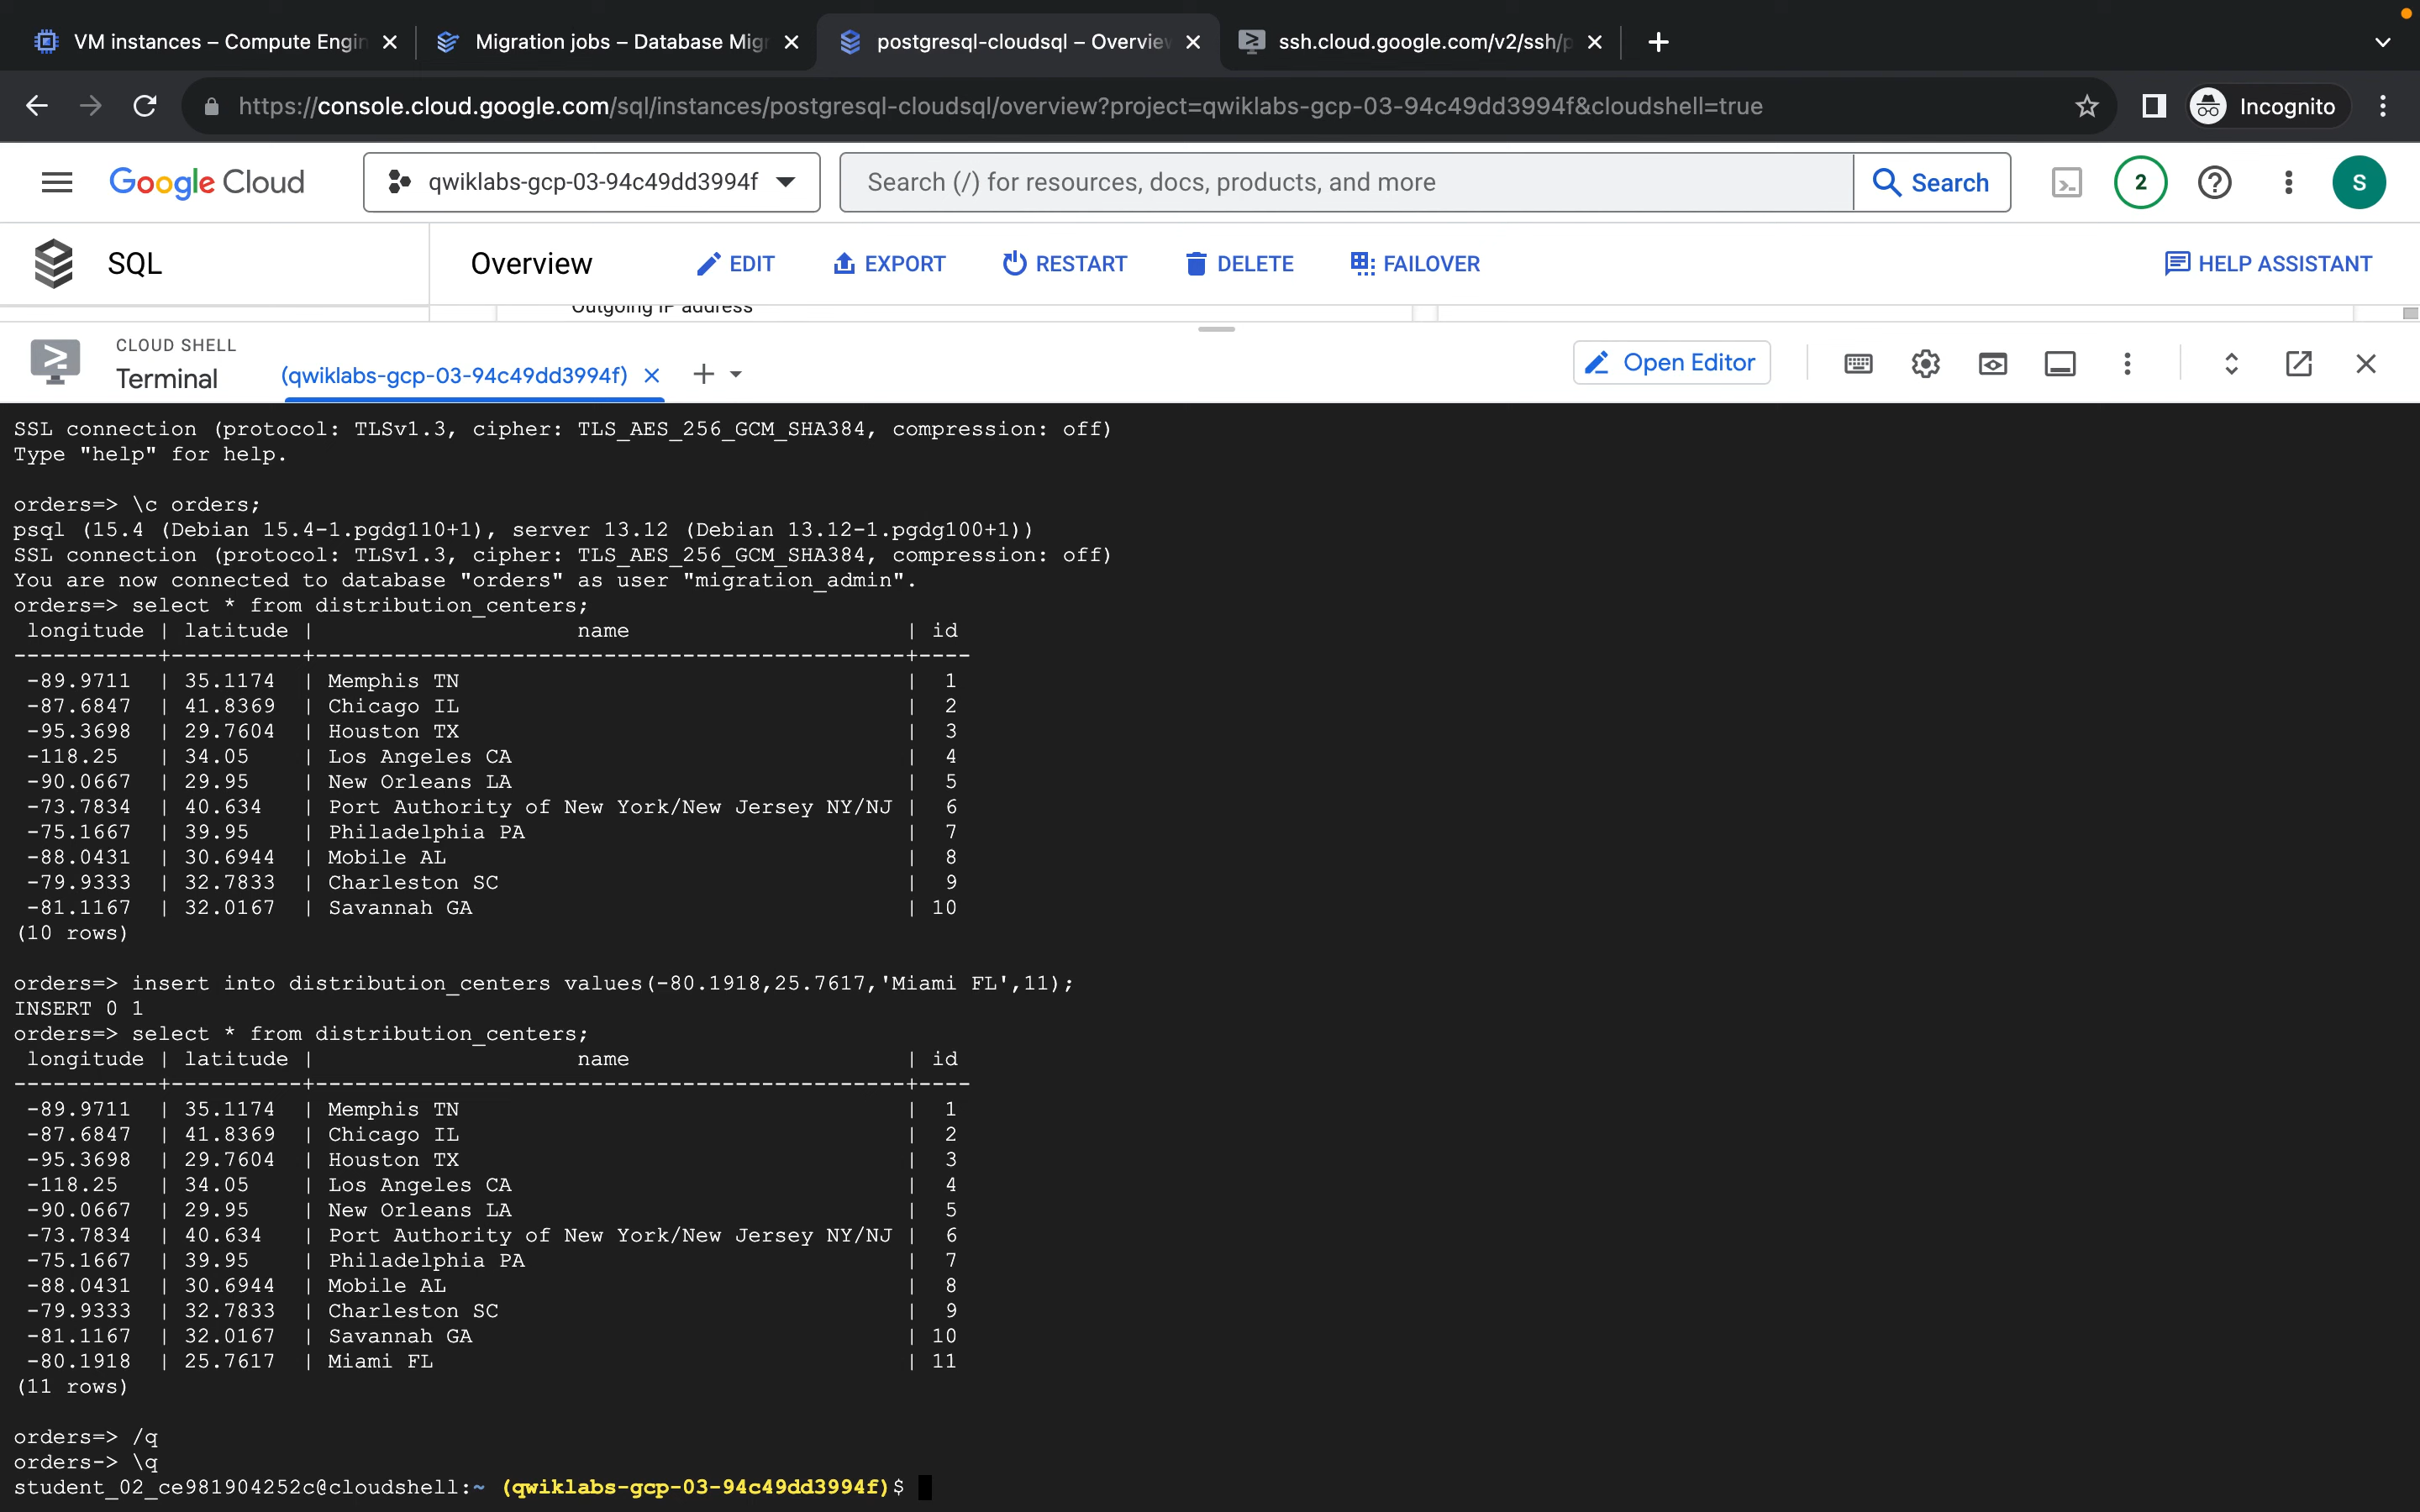 VM instances – Compute Engin
Migration jobs – Database Migr
postgresql-cloudsql – Overview
ssh.cloud.google.com/v2/ssh/p
https://console.cloud.google.com/sql/instances/postgresql-cloudsql/overview?project=qwiklabs-gcp-03-94c49dd3994f&cloudshell=true
Incognito
Google Cloud
qwiklabs-gcp-03-94c49dd3994f
Search (/) for resources, docs, products, and more
Search
2
S
SQL
Overview
EDIT
EXPORT
RESTART
DELETE
FAILOVER
HELP ASSISTANT
Outgoing IP address
CLOUD SHELL
Terminal
(qwiklabs-gcp-03-94c49dd3994f)
Open Editor
SSL connection (protocol: TLSv1.3, cipher: TLS_AES_256_GCM_SHA384, compression: off)
Type "help" for help.
orders=> \c orders;
psql (15.4 (Debian 15.4-1.pgdg110+1), server 13.12 (Debian 13.12-1.pgdg100+1))
SSL connection (protocol: TLSv1.3, cipher: TLS_AES_256_GCM_SHA384, compression: off)
You are now connected to database "orders" as user "migration_admin".
orders=> select * from distribution_centers;
 longitude | latitude |                    name                     | id
-----------+----------+---------------------------------------------+----
 -89.9711  | 35.1174  | Memphis TN                                  |  1
 -87.6847  | 41.8369  | Chicago IL                                  |  2
 -95.3698  | 29.7604  | Houston TX                                  |  3
 -118.25   | 34.05    | Los Angeles CA                              |  4
 -90.0667  | 29.95    | New Orleans LA                              |  5
 -73.7834  | 40.634   | Port Authority of New York/New Jersey NY/NJ |  6
 -75.1667  | 39.95    | Philadelphia PA                             |  7
 -88.0431  | 30.6944  | Mobile AL                                   |  8
 -79.9333  | 32.7833  | Charleston SC                               |  9
 -81.1167  | 32.0167  | Savannah GA                                 | 10
(10 rows)
orders=> insert into distribution_centers values(-80.1918,25.7617,'Miami FL',11);
INSERT 0 1
orders=> select * from distribution_centers;
 longitude | latitude |                    name                     | id
-----------+----------+---------------------------------------------+----
 -89.9711  | 35.1174  | Memphis TN                                  |  1
 -87.6847  | 41.8369  | Chicago IL                                  |  2
 -95.3698  | 29.7604  | Houston TX                                  |  3
 -118.25   | 34.05    | Los Angeles CA                              |  4
 -90.0667  | 29.95    | New Orleans LA                              |  5
 -73.7834  | 40.634   | Port Authority of New York/New Jersey NY/NJ |  6
 -75.1667  | 39.95    | Philadelphia PA                             |  7
 -88.0431  | 30.6944  | Mobile AL                                   |  8
 -79.9333  | 32.7833  | Charleston SC                               |  9
 -81.1167  | 32.0167  | Savannah GA                                 | 10
 -80.1918  | 25.7617  | Miami FL                                    | 11
(11 rows)
orders=> /q
orders-> \q
student_02_ce981904252c@cloudshell:~ (qwiklabs-gcp-03-94c49dd3994f)$